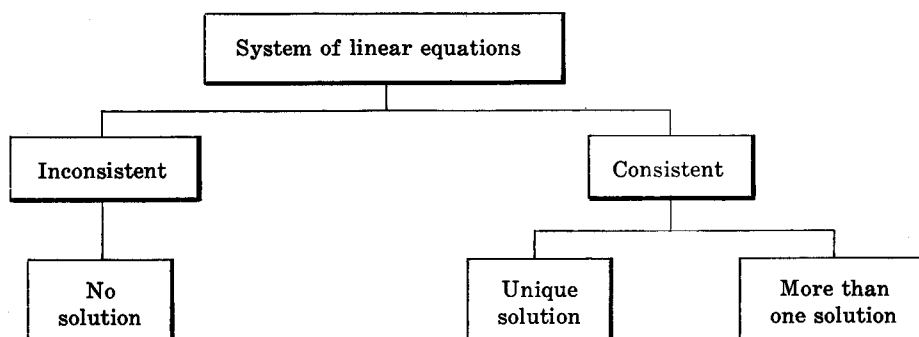 System of linear equations
Inconsistent
Consistent
No
solution
Unique
solution
More than
one solution